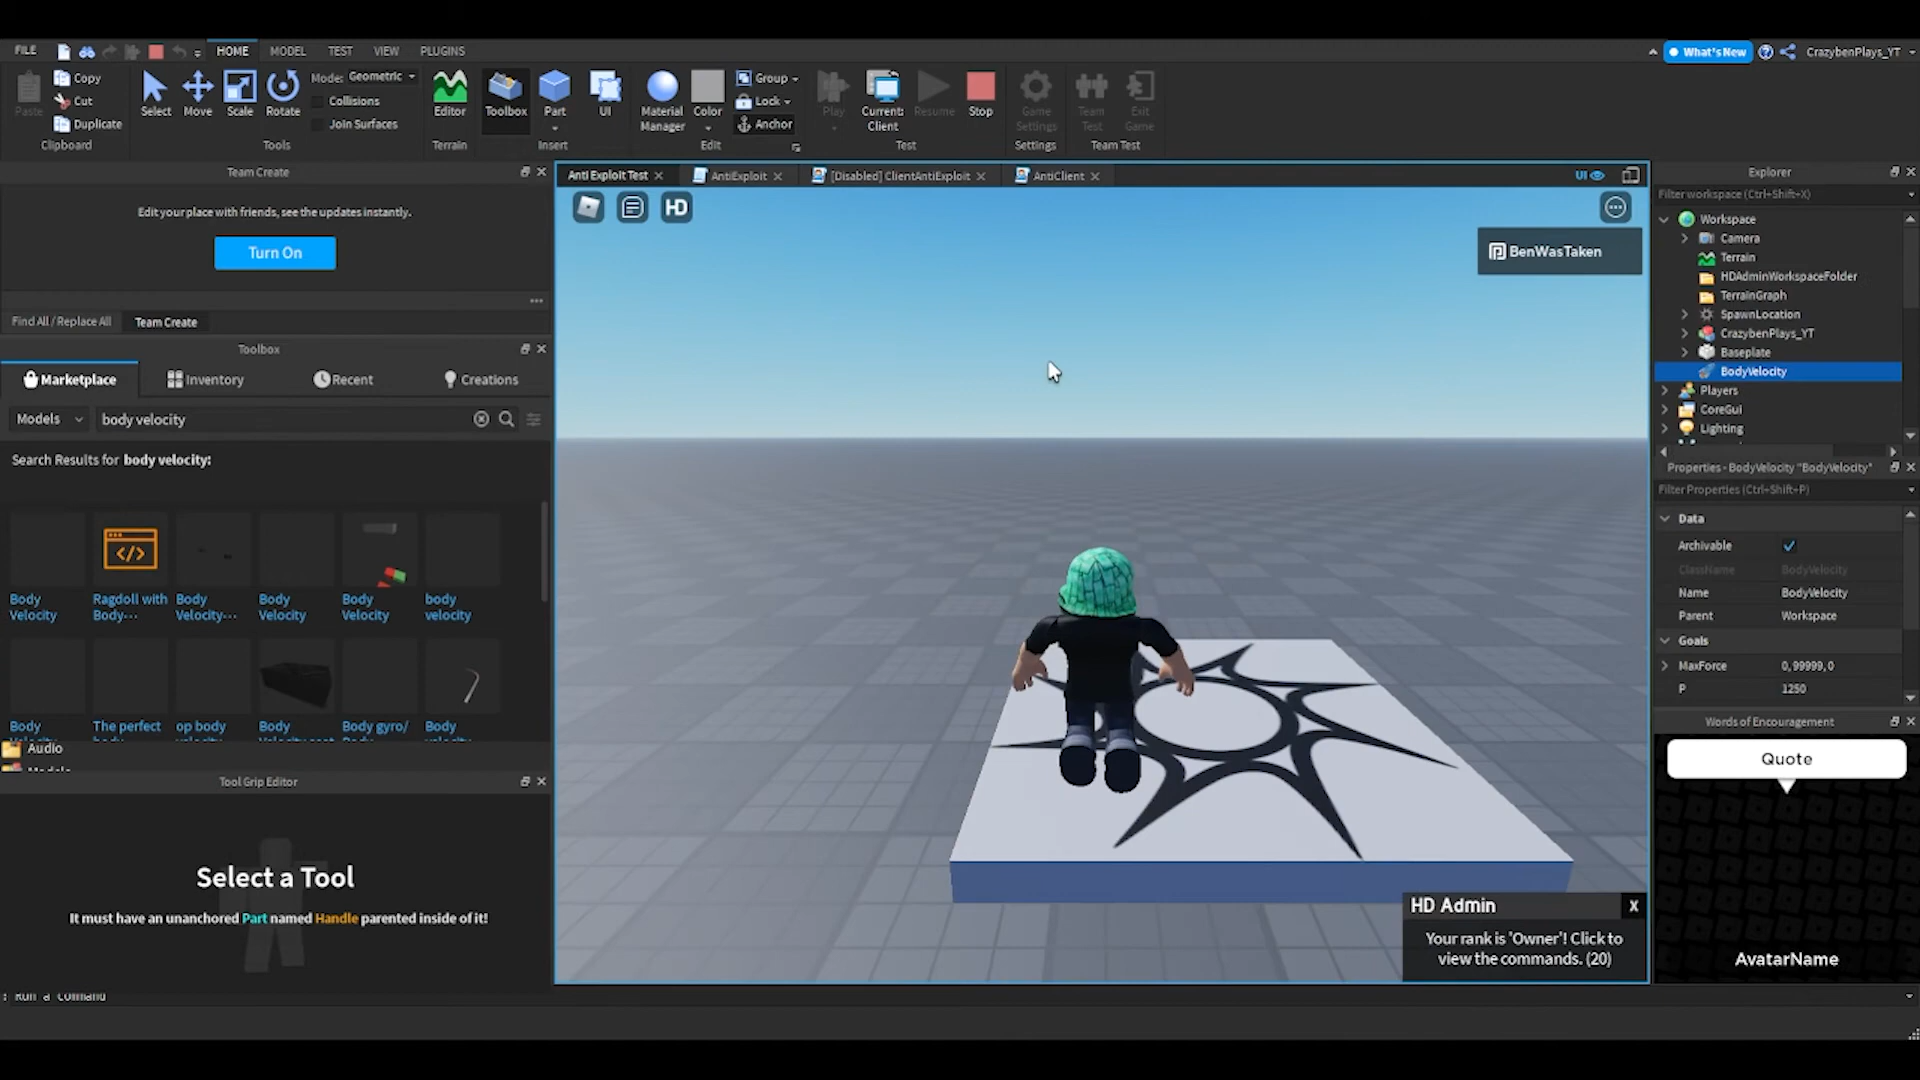 FILE
HOME
MODEL
TEST
VIEW
PLUGINS
What's New
CrazybenPlays_YT
Paste
Copy
Cut
Duplicate
Clipboard
Select
Move
Scale
Rotate
Mode: Geometric
Collisions
Join Surfaces
Tools
Editor
Terrain
Toolbox
Part
UI
Insert
Material
Manager
Color
Group
Lock
Anchor
Edit
Play
Current:
Client
Resume
Stop
Test
Game
Settings
Settings
Team
Test
Exit
Game
Team Test
Team Create
Edit your place with friends, see the updates instantly.
Turn On
Find All / Replace All
Team Create
Toolbox
Marketplace
Inventory
Recent
Creations
Models
body velocity
Search Results for body velocity:
Body
Velocity
Ragdoll with
Body···
Body
Velocity···
Body
Velocity
Body
Velocity
body
velocity
Body
The perfect
op body
Body
Body gyro/
Body
Audio
Tool Grip Editor
Select a Tool
It must have an unanchored Part named Handle parented inside of it!
Run a Command
Anti Exploit Test
AntiExploit
[Disabled] ClientAntiExploit
AntiClient
UI
HD
BenWasTaken
HD Admin
X
Your rank is 'Owner'! Click to
view the commands. (20)
Explorer
Filter workspace (Ctrl+Shift+X)
Workspace
Camera
Terrain
HDAdminWorkspaceFolder
TerrainGraph
SpawnLocation
CrazybenPlays_YT
Baseplate
BodyVelocity
Players
CoreGui
Lighting
Properties - BodyVelocity "BodyVelocity"
Filter Properties (Ctrl+Shift+P)
Data
Archivable
ClassName BodyVelocity
Name BodyVelocity
Parent Workspace
Goals
MaxForce 0, 99999, 0
P 1250
Words of Encouragement
Quote
AvatarName